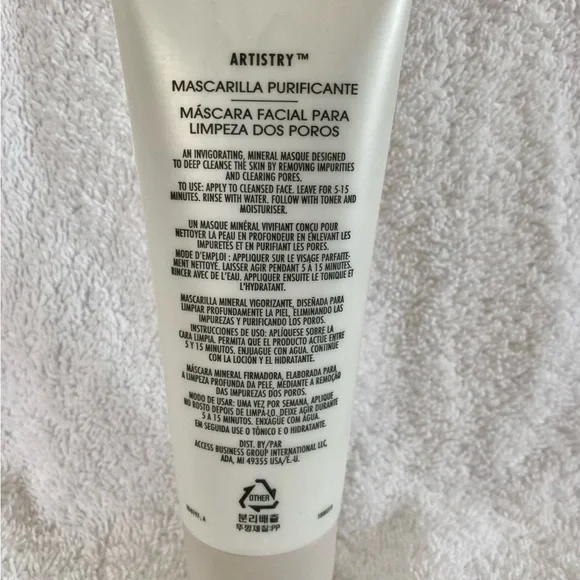 ARTISTRY™
MASCARILLA PURIFICANTE
MÁSCARA FACIAL PARA
LIMPEZA DOS POROS
AN INVIGORATING, MINERAL MASQUE DESIGNED
TO DEEP CLEANSE THE SKIN BY REMOVING IMPURITIES
AND CLEARING PORES.
TO USE: APPLY TO CLEANSED FACE. LEAVE FOR 5-15
MINUTES. RINSE WITH WATER. FOLLOW WITH TONER AND
MOISTURISER.
UN MASQUE MINÉRAL VIVIFIANT CONÇU POUR
NETTOYER LA PEAU EN PROFONDEUR EN ENLEVANT LES
IMPURETÉS ET EN PURIFIANT LES PORES.
MODE D'EMPLOI : APPLIQUER SUR LE VISAGE PARFAITE-
MENT NETTOYÉ. LAISSER AGIR PENDANT 5 À 15 MINUTES.
RINCER AVEC DE L'EAU. APPLIQUER ENSUITE LE TONIQUE ET
L'HYDRATANT.
MASCARILLA MINERAL VIGORIZANTE, DISEÑADA PARA
LIMPIAR PROFUNDAMENTE LA PIEL, ELIMINANDO LAS
IMPUREZAS Y PURIFICANDO LOS POROS.
INSTRUCCIONES DE USO: APLÍQUESE SOBRE LA
CARA LIMPIA. PERMITA QUE EL PRODUCTO ACTÚE ENTRE
5 Y 15 MINUTOS. ENJUAGUE CON AGUA. CONTINÚE
CON LA LOCIÓN Y EL HIDRATANTE.
MÁSCARA MINERAL FIRMADORA, ELABORADA PARA
A LIMPEZA PROFUNDA DA PELE, MEDIANTE A REMOÇÃO
DAS IMPUREZAS DOS POROS.
MODO DE USAR: UMA VEZ POR SEMANA, APLIQUE
NO ROSTO DEPOIS DE LIMPÁ-LO. DEIXE AGIR DURANTE
5 A 15 MINUTOS. ENXAGÜE COM ÁGUA.
EM SEGUIDA USE O TÔNICO E O HIDRATANTE.
DIST. BY/PAR
ACCESS BUSINESS GROUP INTERNATIONAL LLC,
ADA, MI 49355 USA/É.-U.
OTHER
분리배출
뚜껑재질:PP